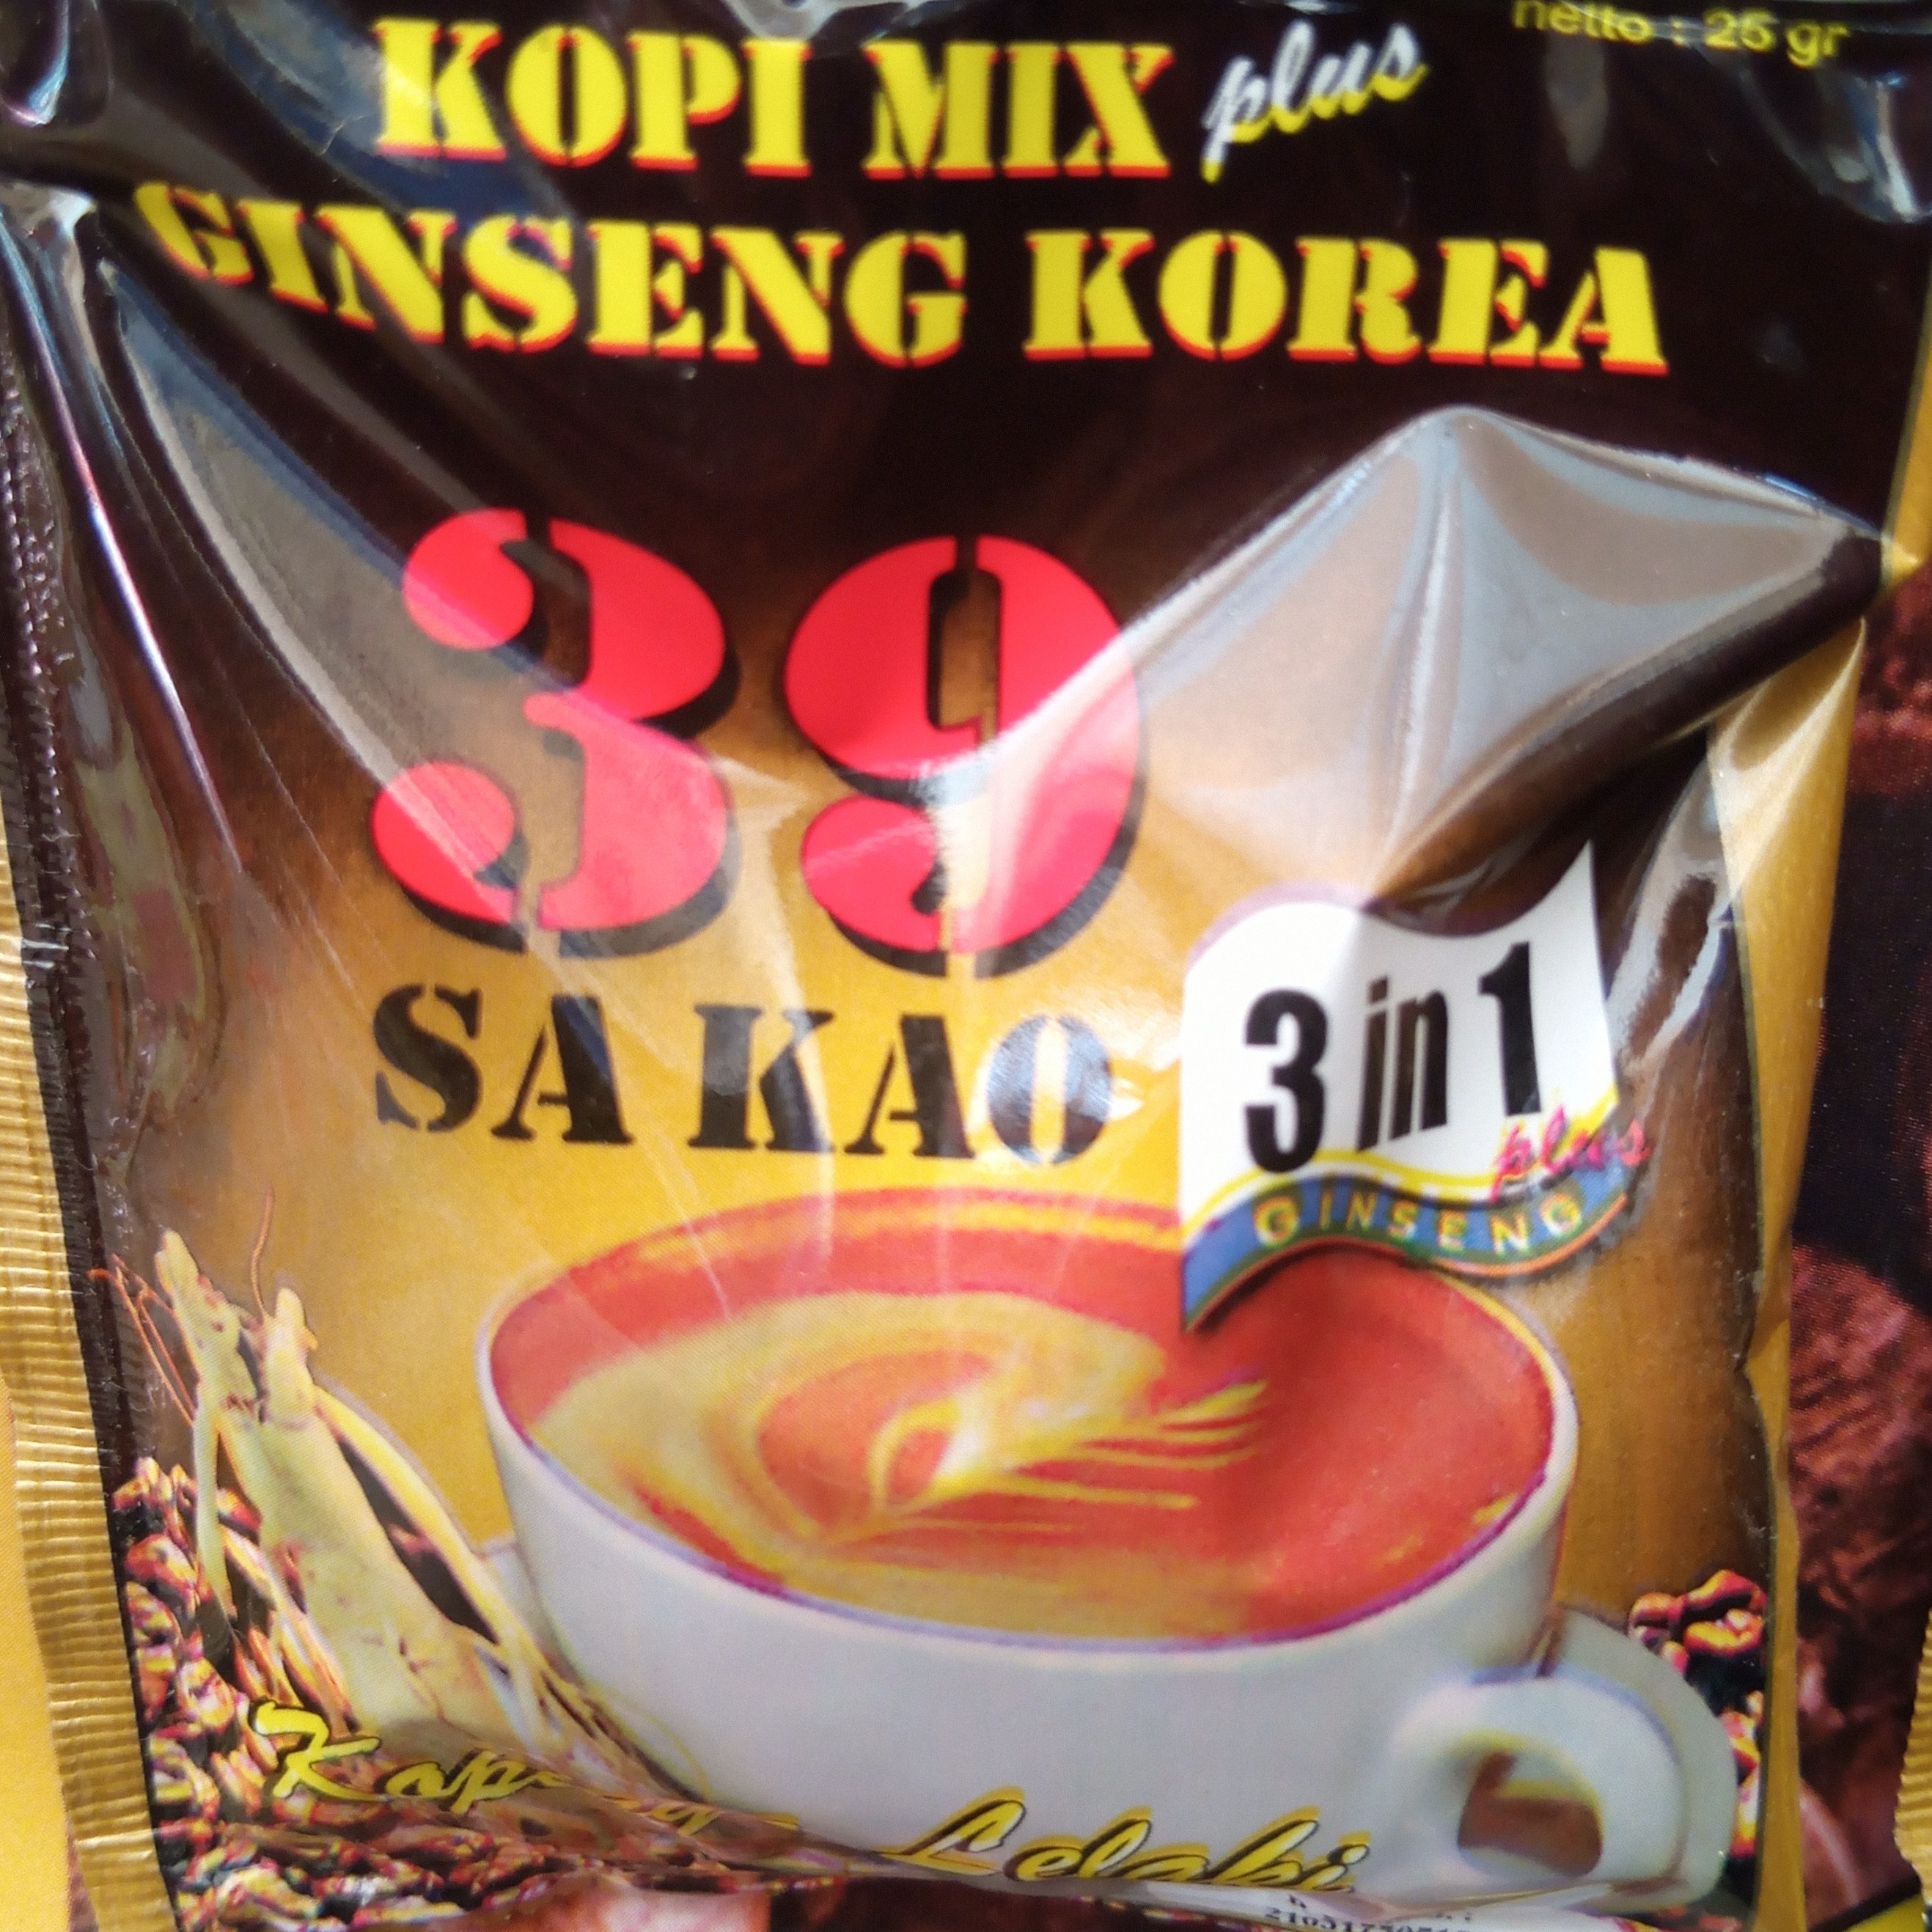 netto : 25 gr
KOPI MIX plus
GINSENG KOREA
39
SA KAO
3 in 1
plus
GINSENG
Lelaki